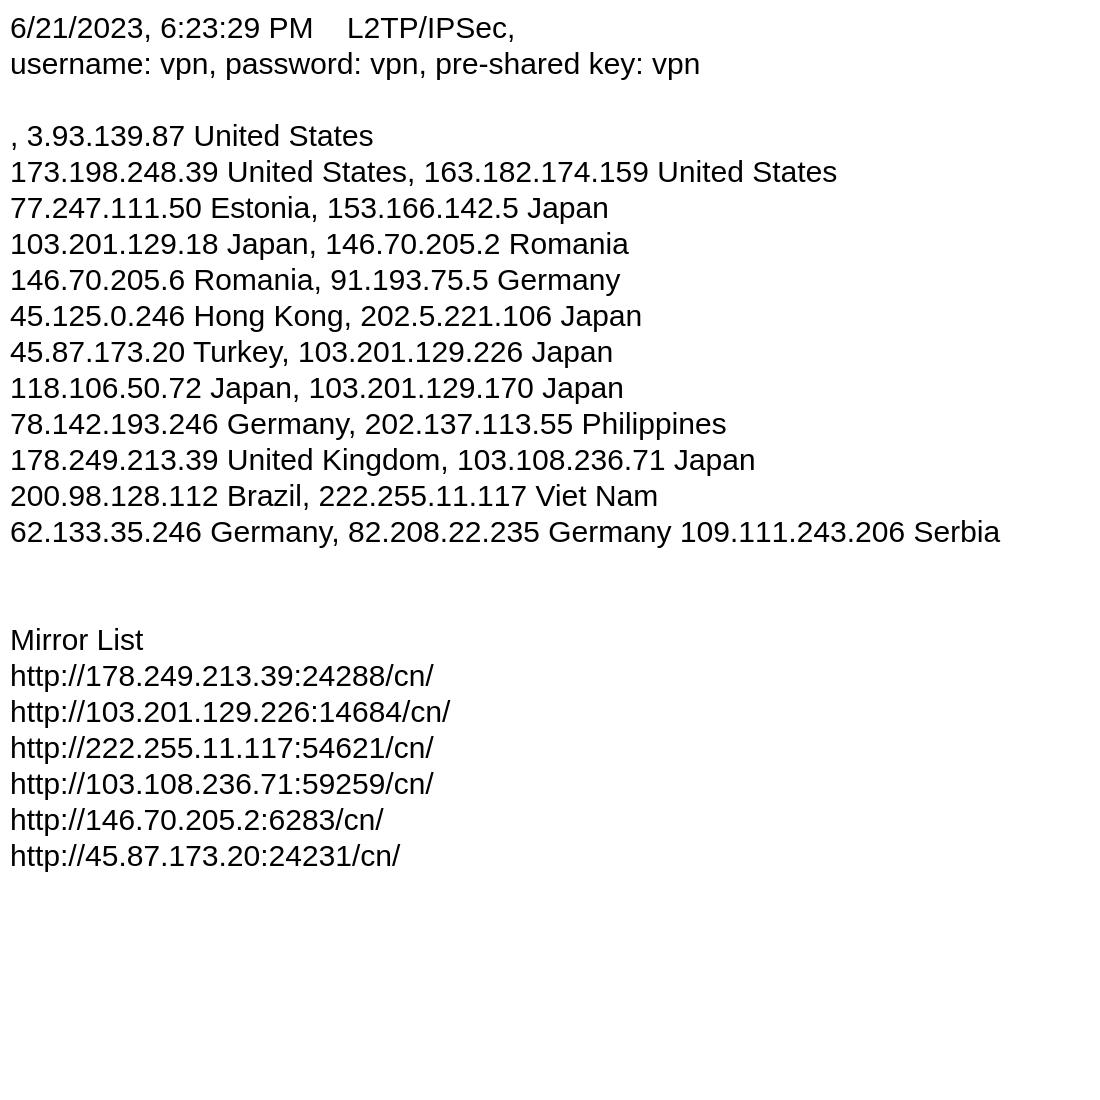 6/21/2023, 6:23:29 PM    L2TP/IPSec,
username: vpn, password: vpn, pre-shared key: vpn
, 3.93.139.87 United States
173.198.248.39 United States, 163.182.174.159 United States
77.247.111.50 Estonia, 153.166.142.5 Japan
103.201.129.18 Japan, 146.70.205.2 Romania
146.70.205.6 Romania, 91.193.75.5 Germany
45.125.0.246 Hong Kong, 202.5.221.106 Japan
45.87.173.20 Turkey, 103.201.129.226 Japan
118.106.50.72 Japan, 103.201.129.170 Japan
78.142.193.246 Germany, 202.137.113.55 Philippines
178.249.213.39 United Kingdom, 103.108.236.71 Japan
200.98.128.112 Brazil, 222.255.11.117 Viet Nam
62.133.35.246 Germany, 82.208.22.235 Germany 109.111.243.206 Serbia
Mirror List
http://178.249.213.39:24288/cn/
http://103.201.129.226:14684/cn/
http://222.255.11.117:54621/cn/
http://103.108.236.71:59259/cn/
http://146.70.205.2:6283/cn/
http://45.87.173.20:24231/cn/